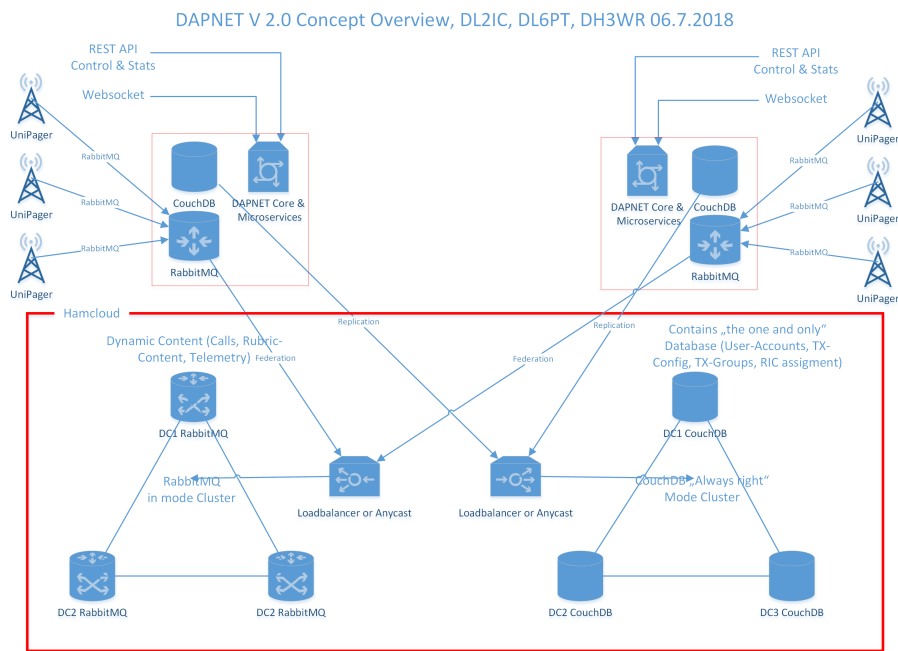 DAPNET V 2.0 Concept Overview, DL2IC, DL6PT, DH3WR 06.7.2018
REST API
Control & Stats
Websocket
REST API
Control & Stats
Websocket
UniPager
UniPager
UniPager
RabbitMQ
RabbitMQ
RabbitMQ
CouchDB
DAPNET Core &
Microservices
RabbitMQ
DAPNET Core &
Microservices
CouchDB
RabbitMQ
RabbitMQ
RabbitMQ
RabbitMQ
UniPager
UniPager
UniPager
Hamcloud
Replication
Replication
Federation
Federation
Dynamic Content (Calls, Rubric-
Content, Telemetry)
Contains „the one and only“
Database (User-Accounts, TX-
Config, TX-Groups, RIC assigment)
DC1 RabbitMQ
DC1 CouchDB
RabbitMQ
in mode Cluster
Loadbalancer or Anycast
Loadbalancer or Anycast
CouchDB „Always right“
Mode Cluster
DC2 RabbitMQ
DC2 RabbitMQ
DC2 CouchDB
DC3 CouchDB